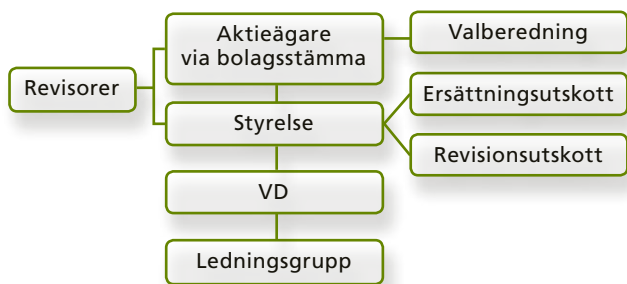 Aktieägare
via bolagsstämma
Valberedning
Revisorer
Ersättningsutskott
Styrelse
Revisionsutskott
VD
Ledningsgrupp